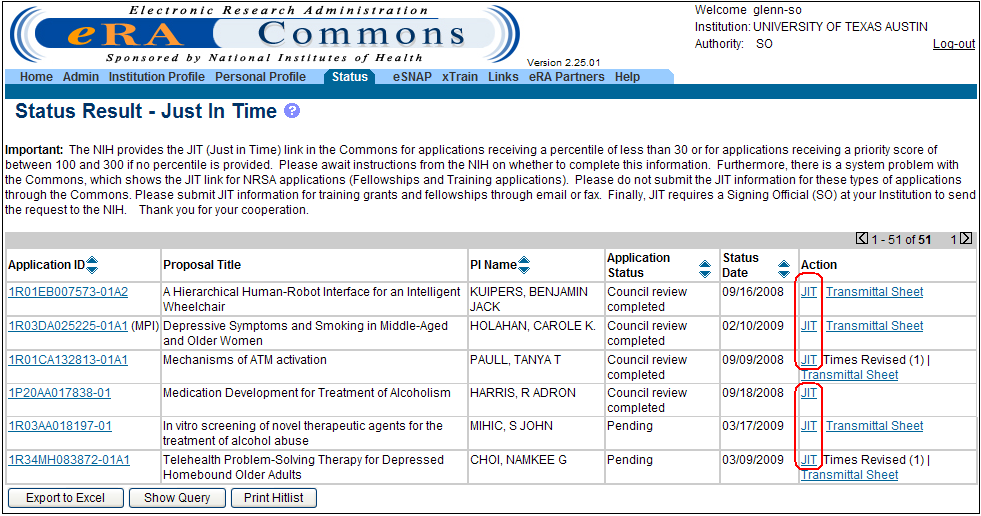 Electronic Research Administration
eRA Commons
Sponsored by National Institutes of Health
Version 2.25.01
Welcome glenn-so
Institution: UNIVERSITY OF TEXAS AUSTIN
Authority: SO Log-out
Home Admin Institution Profile Personal Profile Status eSNAP xTrain Links eRA Partners Help
Status Result - Just In Time ?
Important: The NIH provides the JIT (Just in Time) link in the Commons for applications receiving a percentile of less than 30 or for applications receiving a priority score of
between 100 and 300 if no percentile is provided. Please await instructions from the NIH on whether to complete this information. Furthermore, there is a system problem with
the Commons, which shows the JIT link for NRSA applications (Fellowships and Training applications). Please do not submit the JIT information for these types of applications
through the Commons. Please submit JIT information for training grants and fellowships through email or fax. Finally, JIT requires a Signing Official (SO) at your Institution to send
the request to the NIH. Thank you for your cooperation.
1 - 51 of 51 1
Application ID Proposal Title PI Name Application Status Status Date Action
1R01EB007573-01A2 A Hierarchical Human-Robot Interface for an Intelligent KUIPERS, BENJAMIN Council review 09/16/2008 JIT Transmittal Sheet
Wheelchair JACK completed
1R03DA025225-01A1 (MPI) Depressive Symptoms and Smoking in Middle-Aged HOLAHAN, CAROLE K. Council review 02/10/2009 JIT Transmittal Sheet
and Older Women completed
1R01CA132813-01A1 Mechanisms of ATM activation PAULL, TANYA T Council review 09/09/2008 JIT Times Revised (1) |
completed Transmittal Sheet
1P20AA017838-01 Medication Development for Treatment of Alcoholism HARRIS, R ADRON Council review 09/18/2008 JIT
completed
1R03AA018197-01 In vitro screening of novel therapeutic agents for the MIHIC, S JOHN Pending 03/17/2009 JIT Transmittal Sheet
treatment of alcohol abuse
1R34MH083872-01A1 Telehealth Problem-Solving Therapy for Depressed CHOI, NAMKEE G Pending 03/09/2009 JIT Times Revised (1) |
Homebound Older Adults Transmittal Sheet
Export to Excel Show Query Print Hitlist